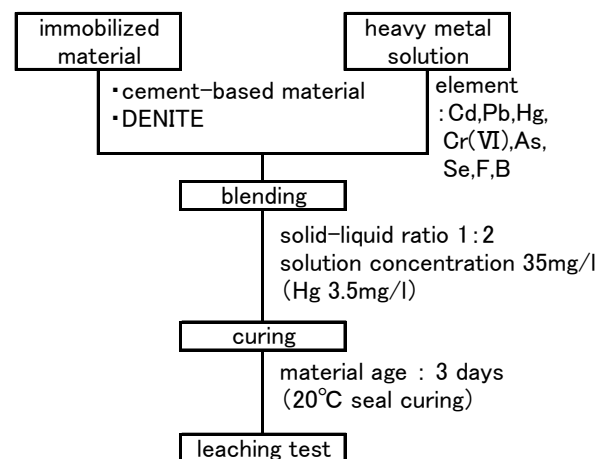 immobilized
material
heavy metal
solution
・cement-based material
・DENITE
element
:Cd,Pb,Hg,
Cr(Ⅵ),As,
Se,F,B
blending
solid-liquid ratio 1:2
solution concentration 35mg/l
(Hg 3.5mg/l)
curing
material age : 3 days
(20℃ seal curing)
leaching test